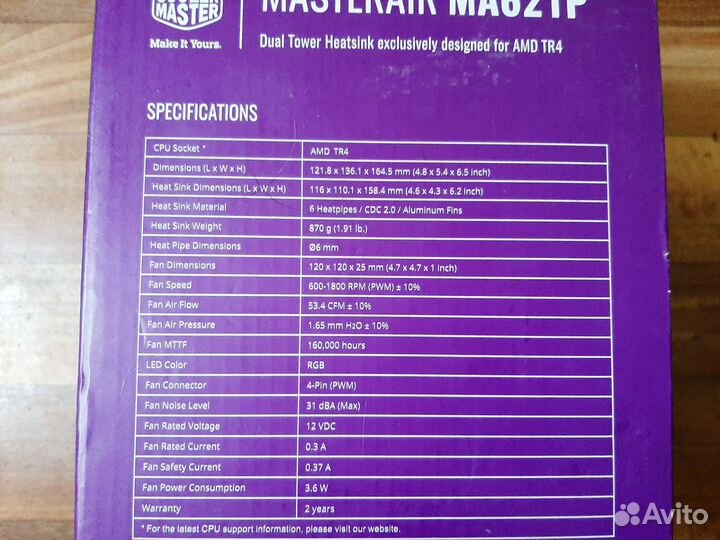 COOLER
MASTER
Make It Yours.
MASTERAIR MA621P
Dual Tower Heatsink exclusively designed for AMD TR4
SPECIFICATIONS
CPU Socket * AMD TR4
Dimensions (L x W x H) 121.8 x 136.1 x 164.5 mm (4.8 x 5.4 x 6.5 inch)
Heat Sink Dimensions (L x W x H) 116 x 110.1 x 158.4 mm (4.6 x 4.3 x 6.2 inch)
Heat Sink Material 6 Heatpipes / CDC 2.0 / Aluminum Fins
Heat Sink Weight 870 g (1.91 lb.)
Heat Pipe Dimensions Ø6 mm
Fan Dimensions 120 x 120 x 25 mm (4.7 x 4.7 x 1 inch)
Fan Speed 600-1800 RPM (PWM) ± 10%
Fan Air Flow 53.4 CFM ± 10%
Fan Air Pressure 1.65 mm H2O ± 10%
Fan MTTF 160,000 hours
LED Color RGB
Fan Connector 4-Pin (PWM)
Fan Noise Level 31 dBA (Max)
Fan Rated Voltage 12 VDC
Fan Rated Current 0.3 A
Fan Safety Current 0.37 A
Fan Power Consumption 3.6 W
Warranty 2 years
* For the latest CPU support information, please visit our website.
Avito